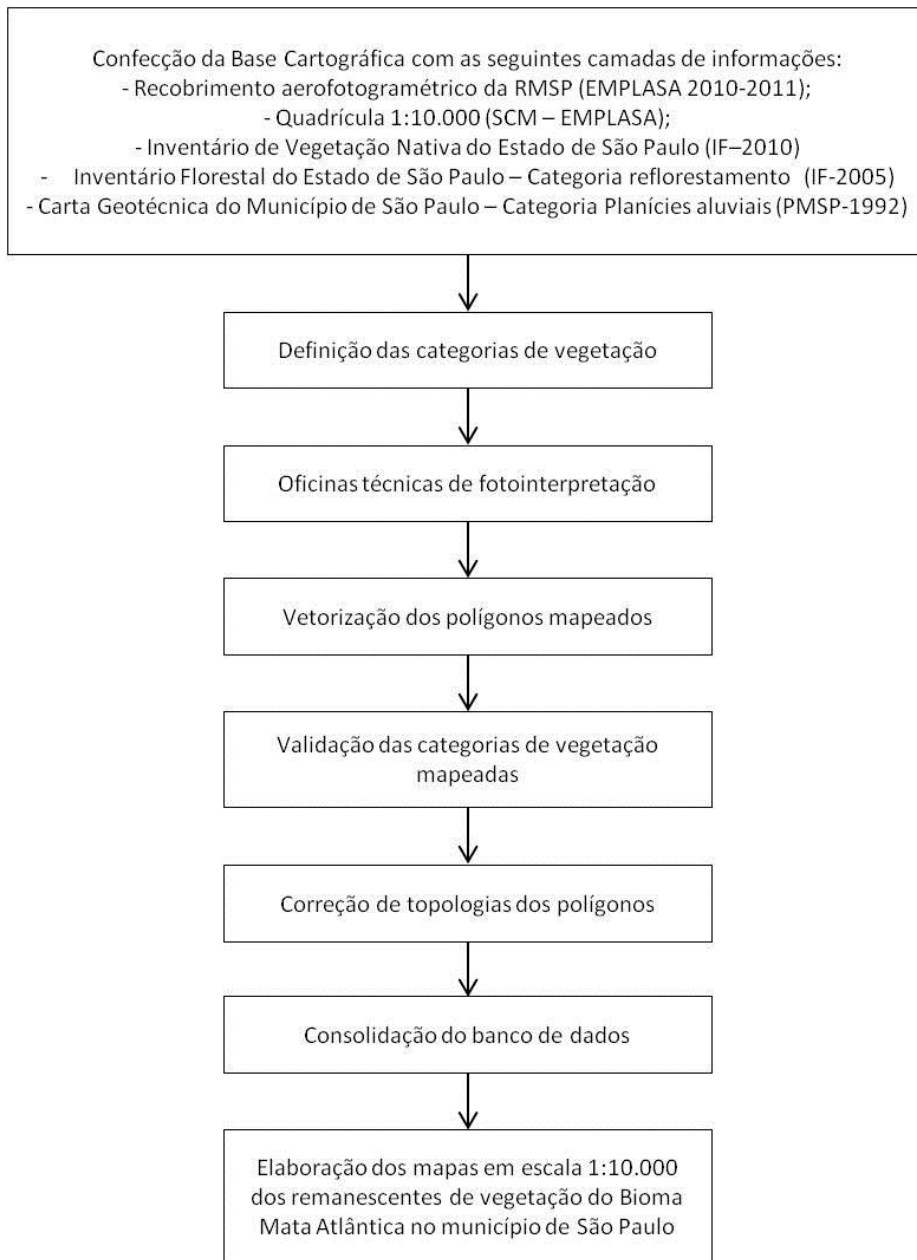 Confecção da Base Cartográfica com as seguintes camadas de informações:
- Recobrimento aerofotogramétrico da RMSP (EMPLASA 2010-2011);
- Quadrícula 1:10.000 (SCM – EMPLASA);
- Inventário de Vegetação Nativa do Estado de São Paulo (IF–2010)
- Inventário Florestal do Estado de São Paulo – Categoria reflorestamento (IF-2005)
- Carta Geotécnica do Município de São Paulo – Categoria Planícies aluviais (PMSP-1992)
Definição das categorias de vegetação
Oficinas técnicas de fotointerpretação
Vetorização dos polígonos mapeados
Validação das categorias de vegetação
mapeadas
Correção de topologias dos polígonos
Consolidação do banco de dados
Elaboração dos mapas em escala 1:10.000
dos remanescentes de vegetação do Bioma
Mata Atlântica no município de São Paulo